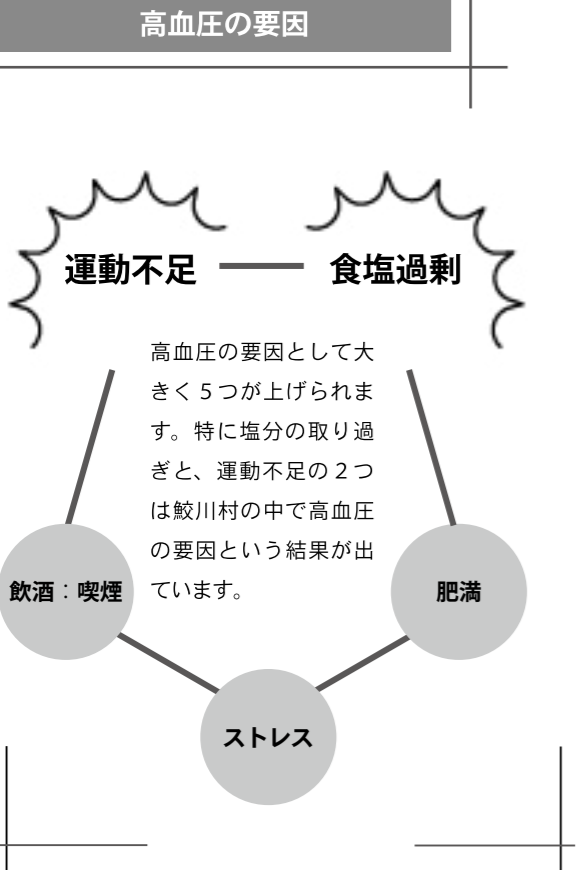 高血圧の要因
運動不足
食塩過剰
高血圧の要因として大
きく５つが上げられま
す。特に塩分の取り過
ぎと、運動不足の２つ
は鮫川村の中で高血圧
の要因という結果が出
ています。
飲酒：喫煙
肥満
ストレス